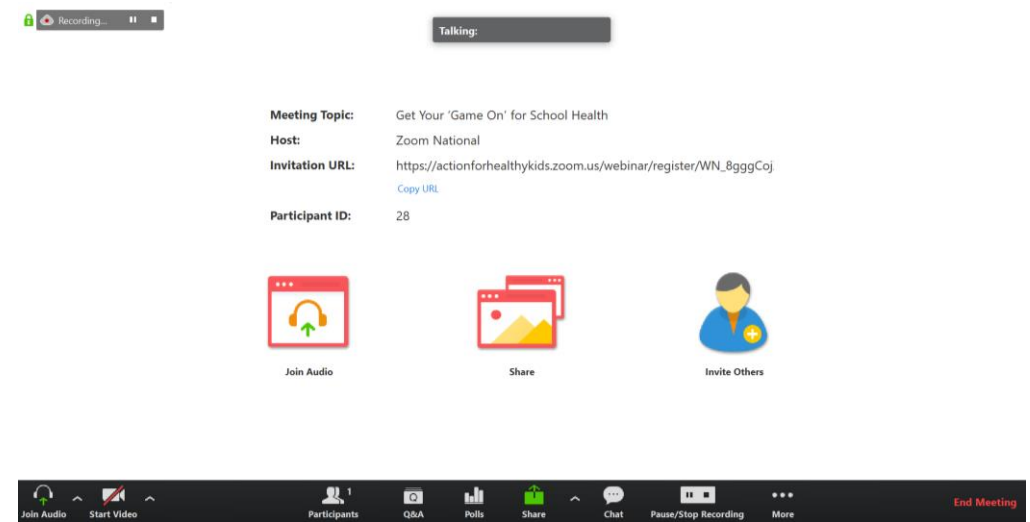 Recording...
Talking:
Meeting Topic: Get Your 'Game On' for School Health
Host: Zoom National
Invitation URL: https://actionforhealthykids.zoom.us/webinar/register/WN_8gggCoj
Copy URL
Participant ID: 28
Join Audio Share Invite Others
Join Audio Start Video Participants 1 Q&A Polls Share Chat Pause/Stop Recording More End Meeting